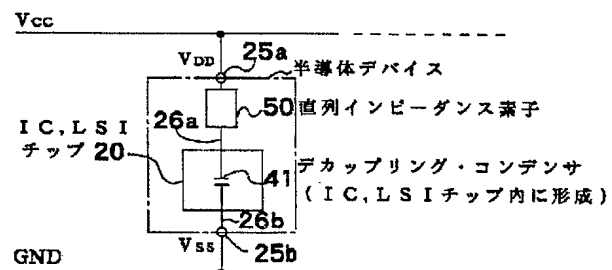 Vcc
VDD
25a
半導体デバイス
50
直列インピーダンス素子
26a
IC,LSI
チップ 20
41
デカップリング・コンデンサ
(IC,LSIチップ内に形成)
26b
VSS
25b
GND